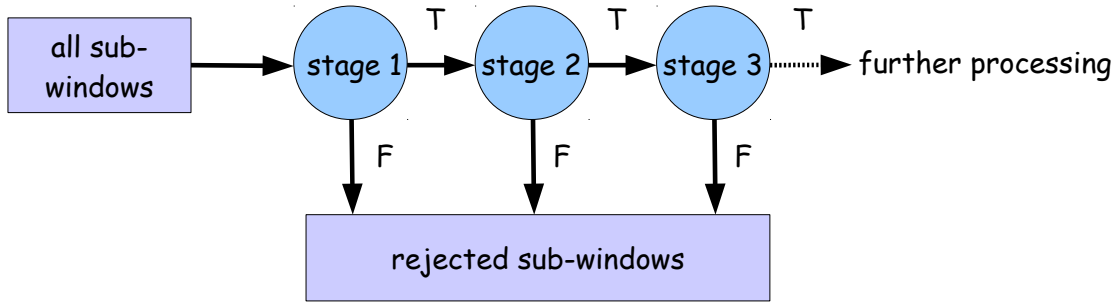 all sub-
windows
stage 1
T
stage 2
T
stage 3
T
further processing
F
F
F
rejected sub-windows